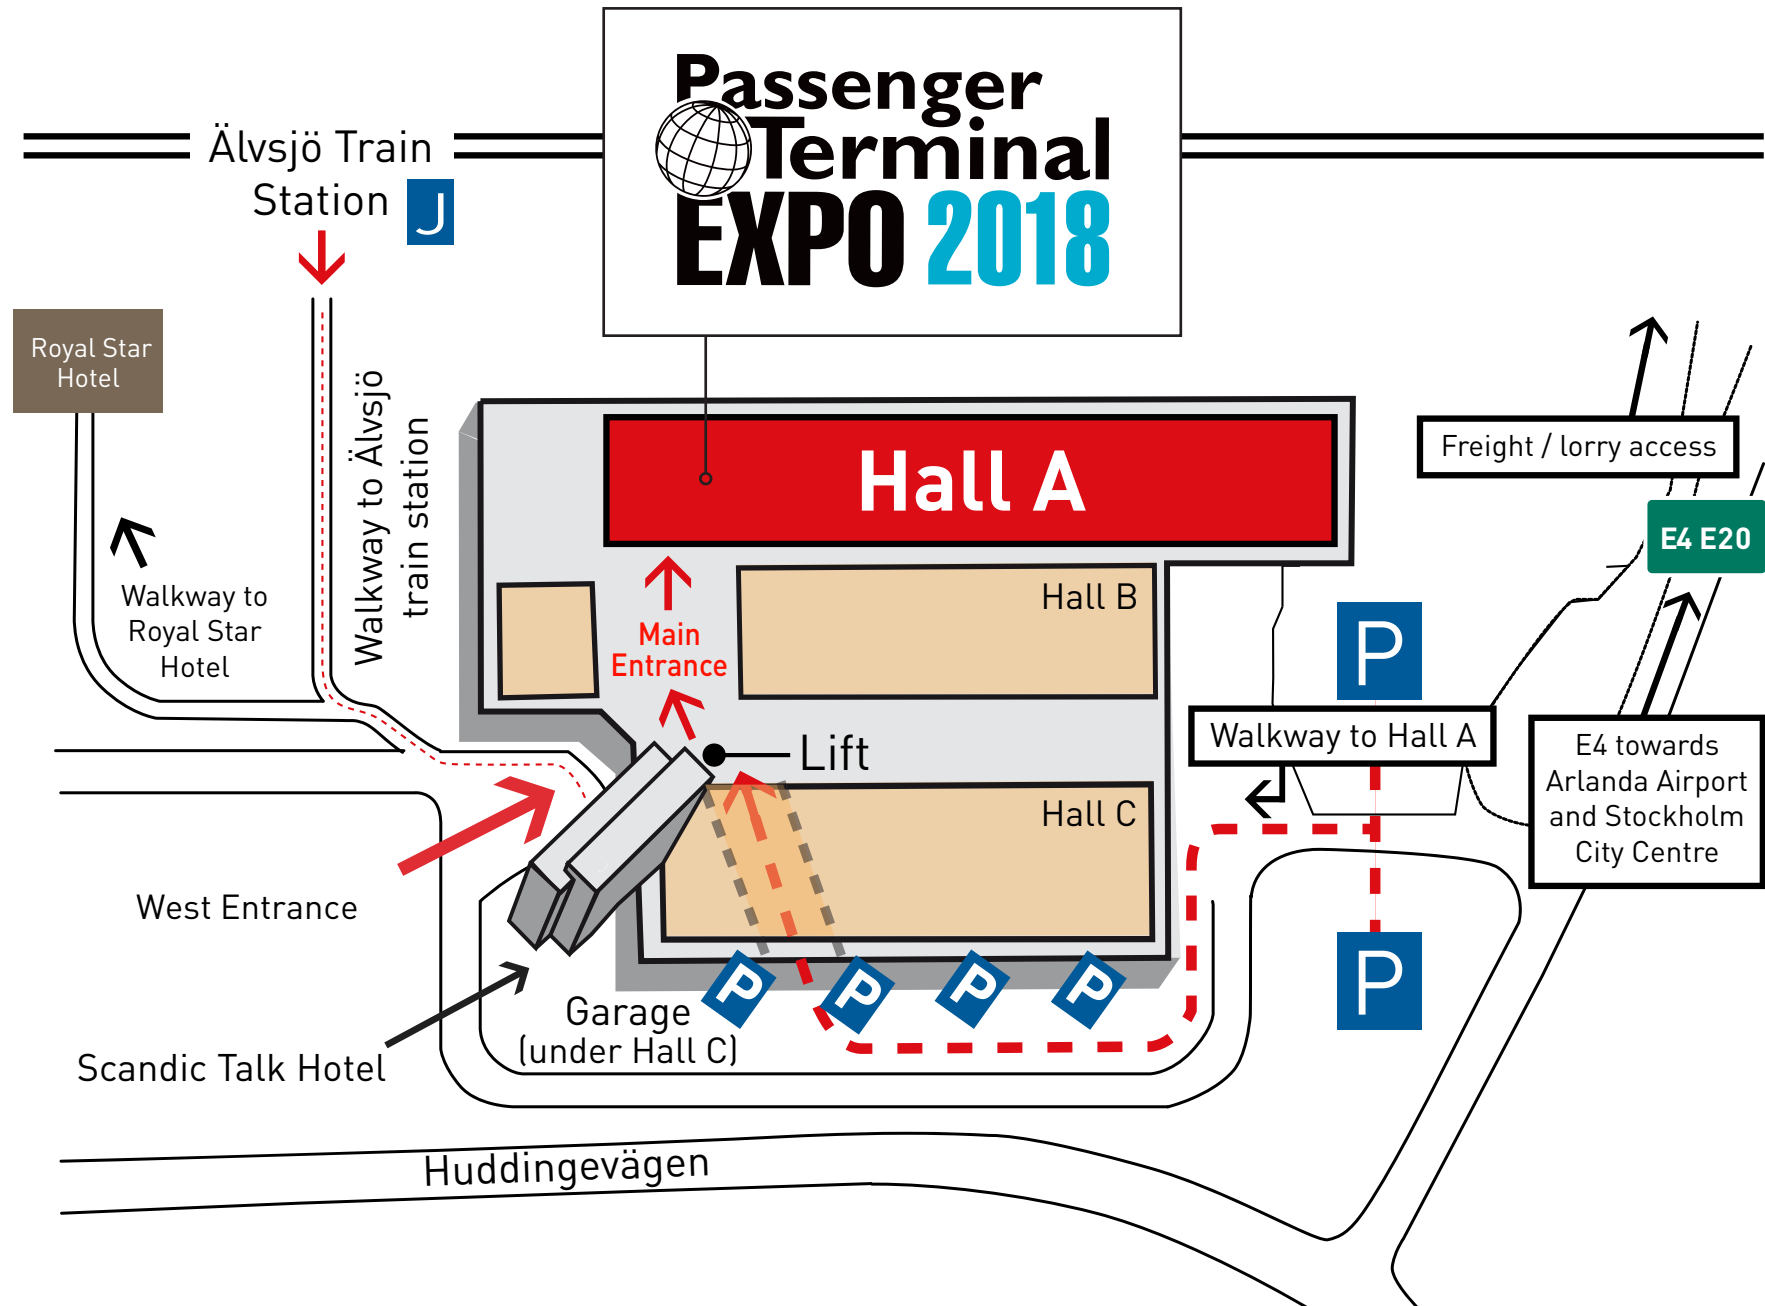 Passenger
Terminal
EXPO 2018
Älvsjö Train
Station J
Royal Star
Hotel
Walkway to Älvsjö
train station
Walkway to
Royal Star
Hotel
Hall A
Hall B
Main
Entrance
Lift
Hall C
Freight / lorry access
E4 E20
P
Walkway to Hall A
E4 towards
Arlanda Airport
and Stockholm
City Centre
P
West Entrance
Scandic Talk Hotel
P
P
P
P
Garage
(under Hall C)
Huddingevägen